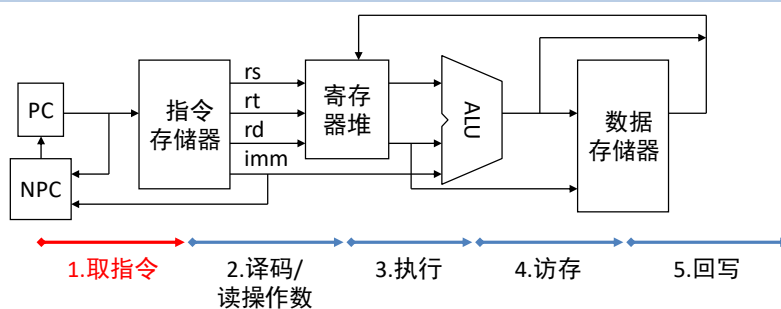 PC
NPC
指令
存储器
rs
rt
rd
imm
寄存
器堆
ALU
数据
存储器
1.取指令
2.译码/
读操作数
3.执行
4.访存
5.回写